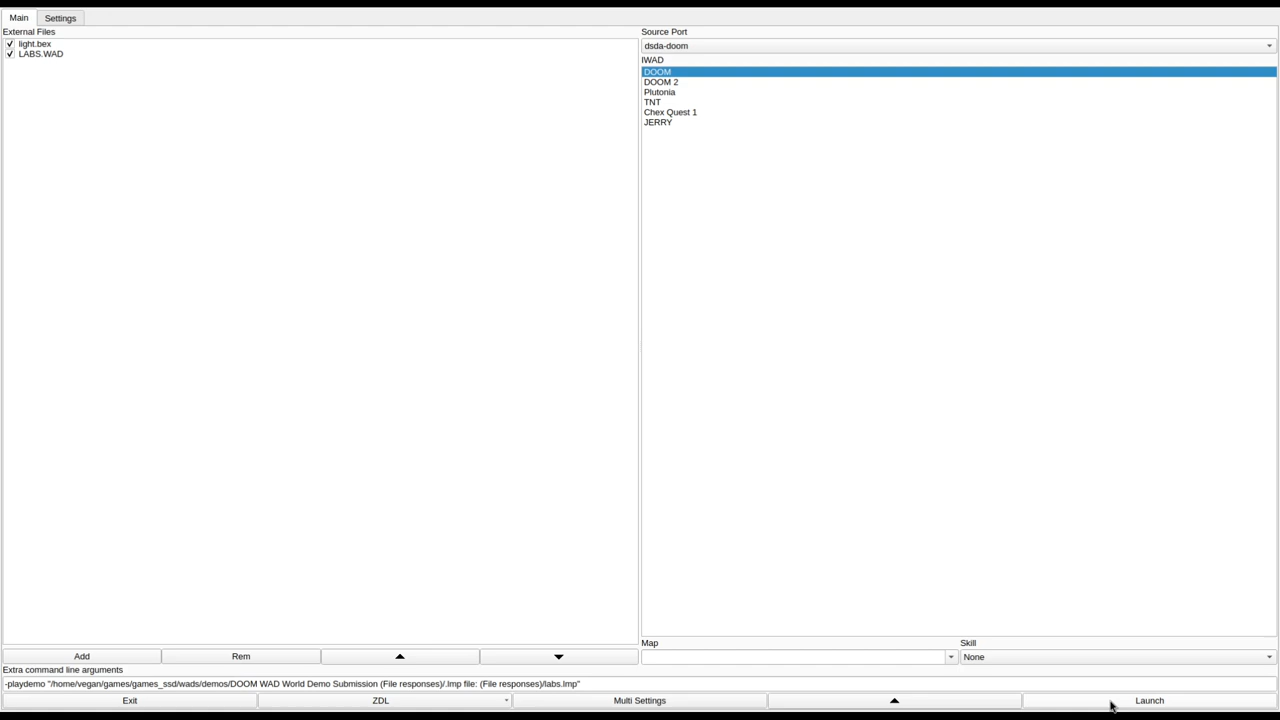 Main
Settings
External Files
light.bex
LABS.WAD
Source Port
dsda-doom
IWAD
DOOM
DOOM 2
Plutonia
TNT
Chex Quest 1
JERRY
Map
Skill
None
Add
Rem
Extra command line arguments
-playdemo "/home/vegan/games/games_ssd/wads/demos/DOOM WAD World Demo Submission (File responses)/.lmp file: (File responses)/labs.lmp"
Exit
ZDL
Multi Settings
Launch